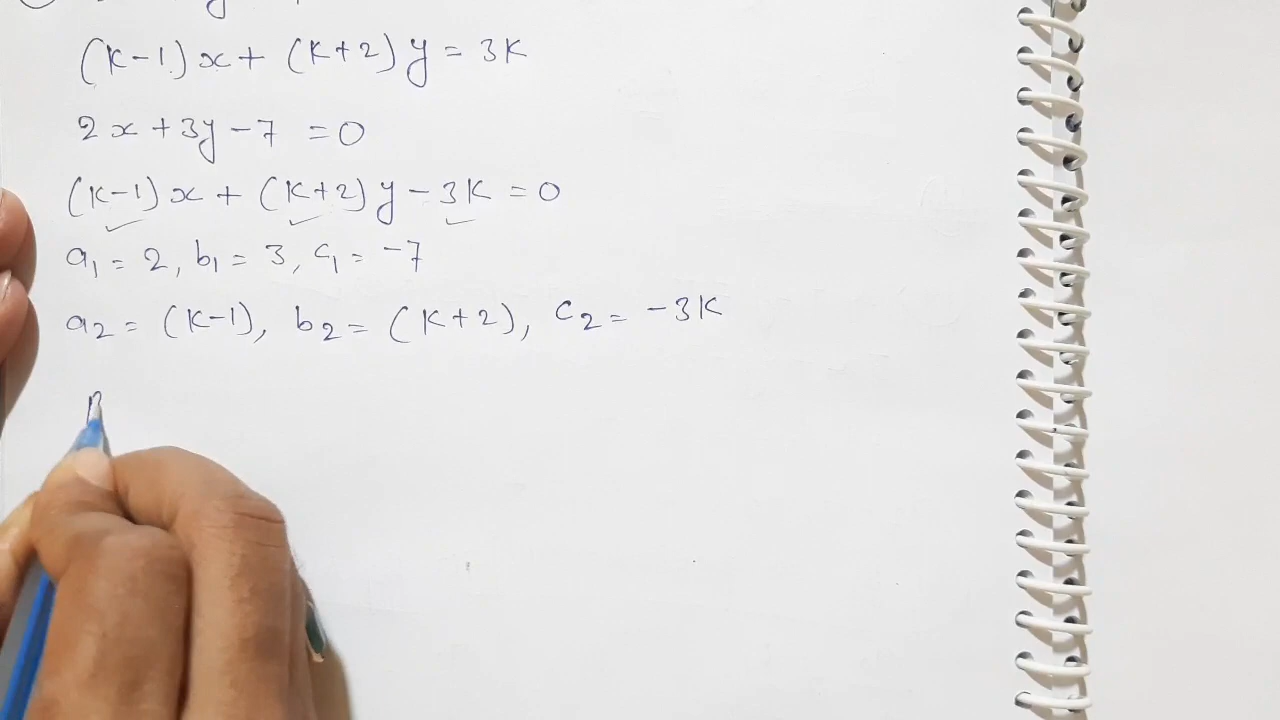 (k-1)x + (k+2)y = 3k
2x + 3y - 7 = 0
(k-1)x + (k+2)y - 3k = 0
a₁ = 2, b₁ = 3, c₁ = -7
a₂ = (k-1), b₂ = (k+2), c₂ = -3k